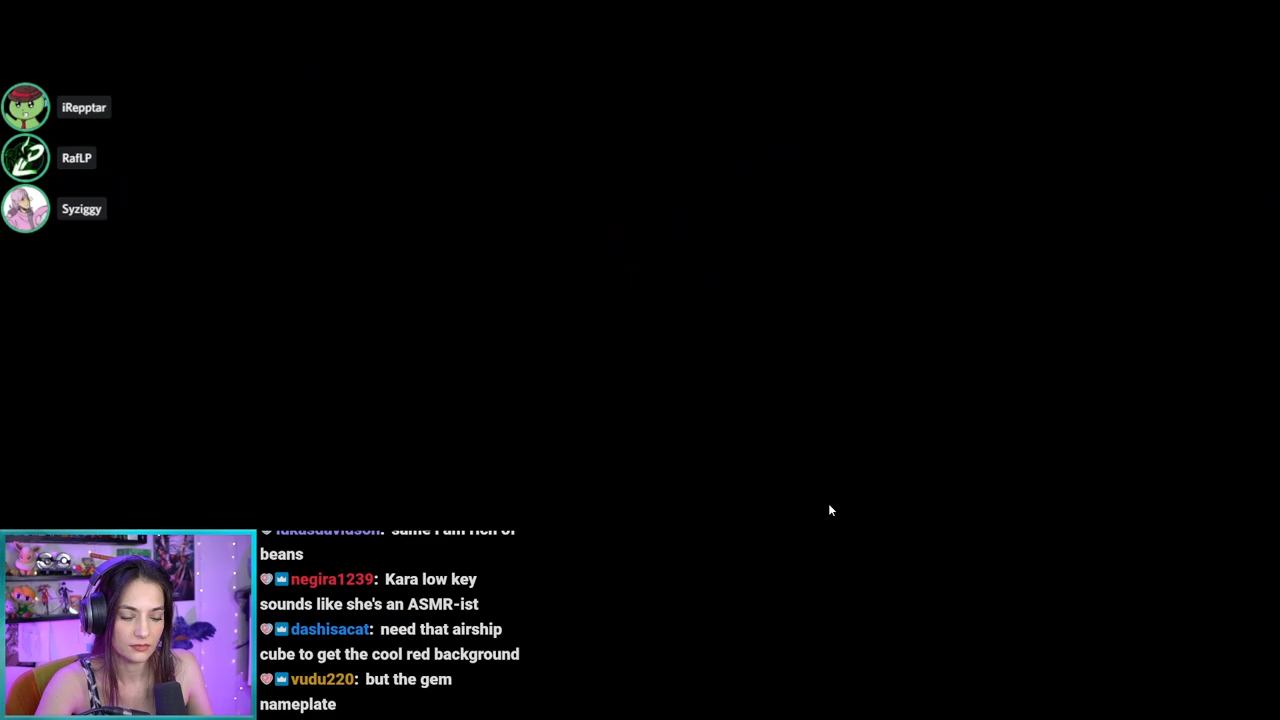 iRepptar
RafLP
Syziggy
beans
negira1239: Kara low key
sounds like she's an ASMR-ist
dashisacat: need that airship
cube to get the cool red background
vudu220: but the gem
nameplate